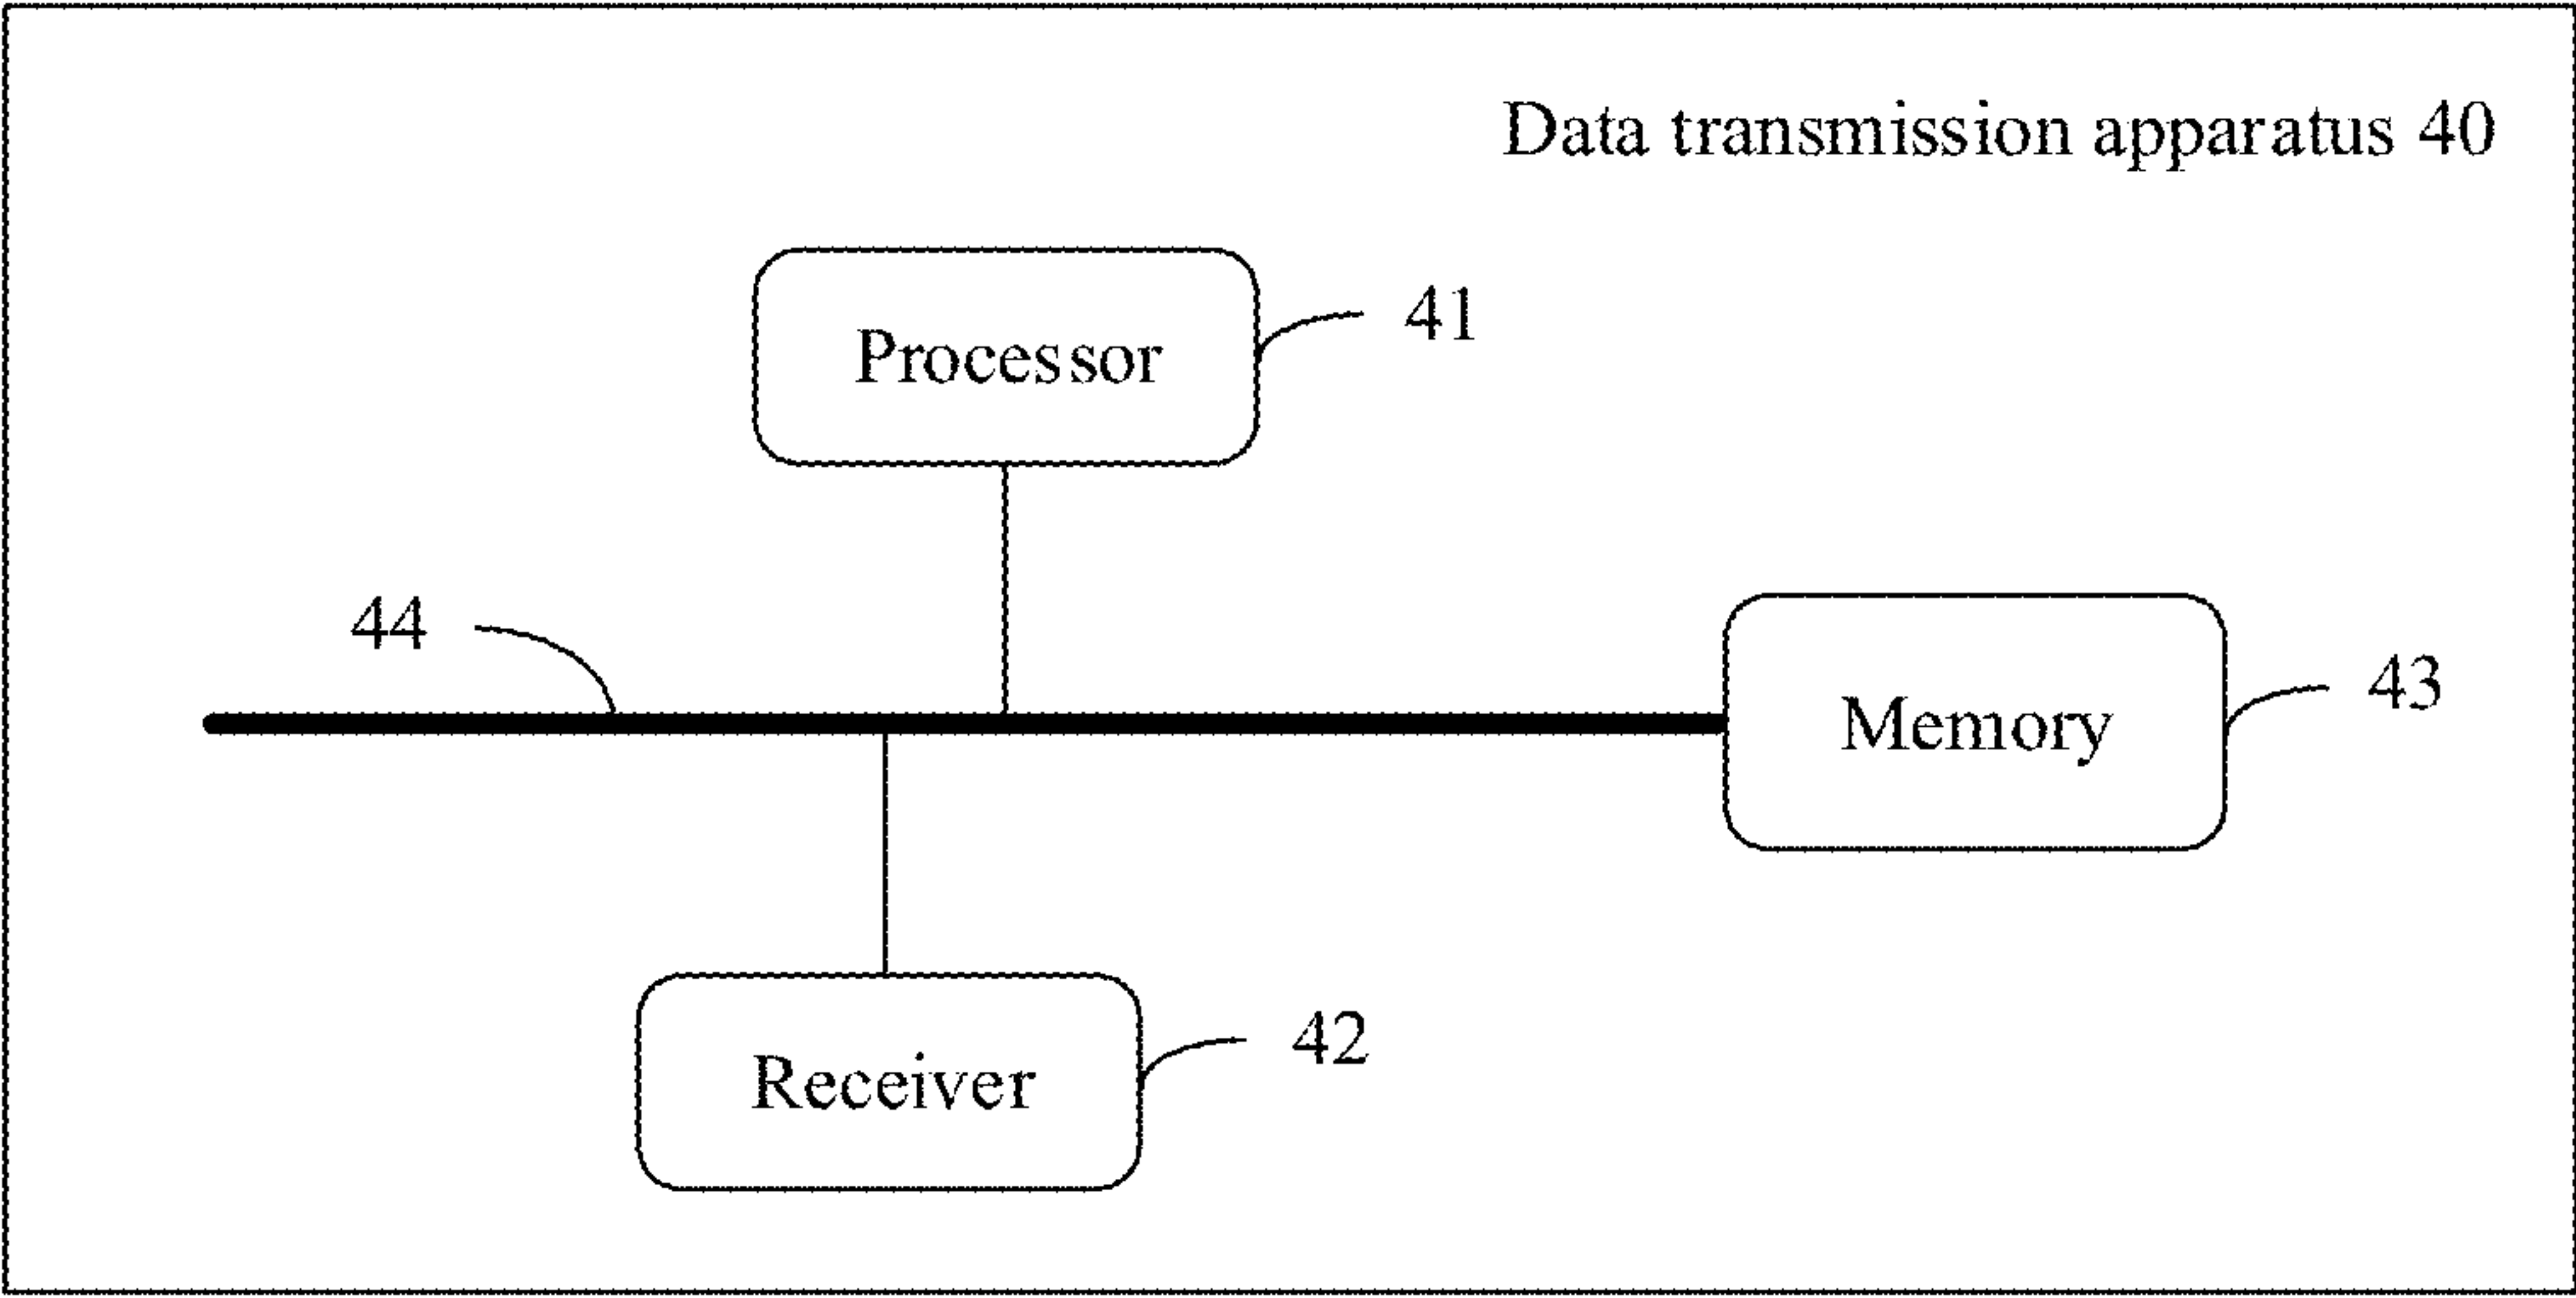 Data transmission apparatus 40
Processor
41
44
Memory
43
Receiver
42